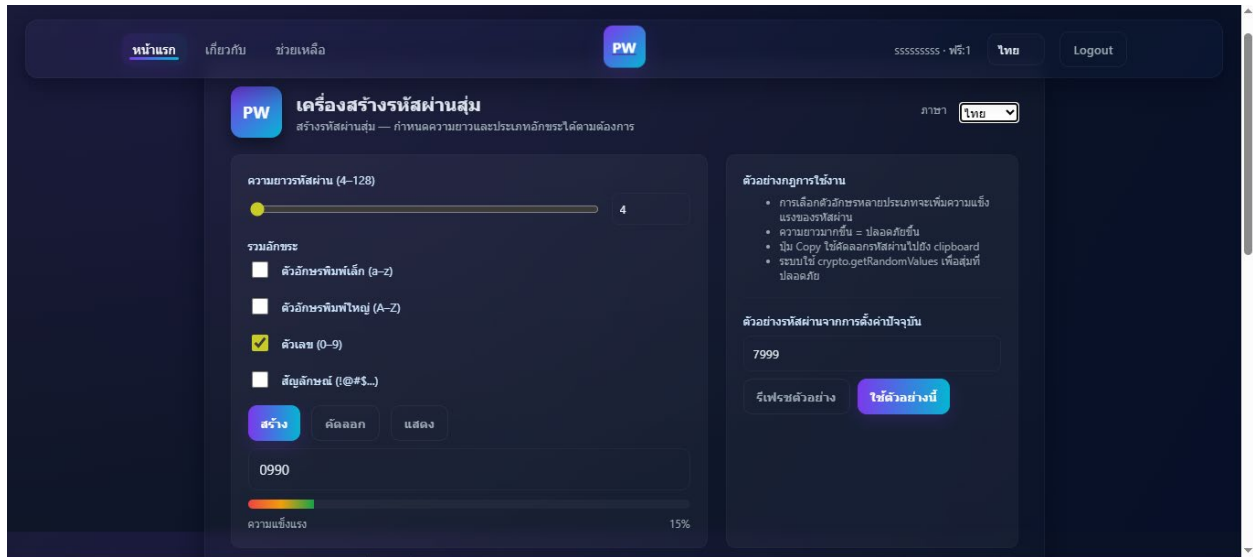 หน้าแรก เกี่ยวกับ ช่วยเหลือ PW sssssssss · ฟรี:1 ไทย Logout
PW เครื่องสร้างรหัสผ่านสุ่ม
สร้างรหัสผ่านสุ่ม — กำหนดความยาวและประเภทอักขระได้ตามต้องการ
ภาษา ไทย
ความยาวรหัสผ่าน (4–128)
4
รวมอักขระ
ตัวอักษรพิมพ์เล็ก (a–z)
ตัวอักษรพิมพ์ใหญ่ (A–Z)
ตัวเลข (0–9)
สัญลักษณ์ (!@#$…)
สร้าง คัดลอก แสดง
0990
ความแข็งแรง 15%
ตัวอย่างกฎการใช้งาน
• การเลือกตัวอักษรหลายประเภทจะเพิ่มความแข็ง
แรงของรหัสผ่าน
• ความยาวมากขึ้น = ปลอดภัยขึ้น
• ปุ่ม Copy ใช้คัดลอกรหัสผ่านไปยัง clipboard
• ระบบใช้ crypto.getRandomValues เพื่อสุ่มที่
ปลอดภัย
ตัวอย่างรหัสผ่านจากการตั้งค่าปัจจุบัน
7999
รีเฟรชตัวอย่าง ใช้ตัวอย่างนี้